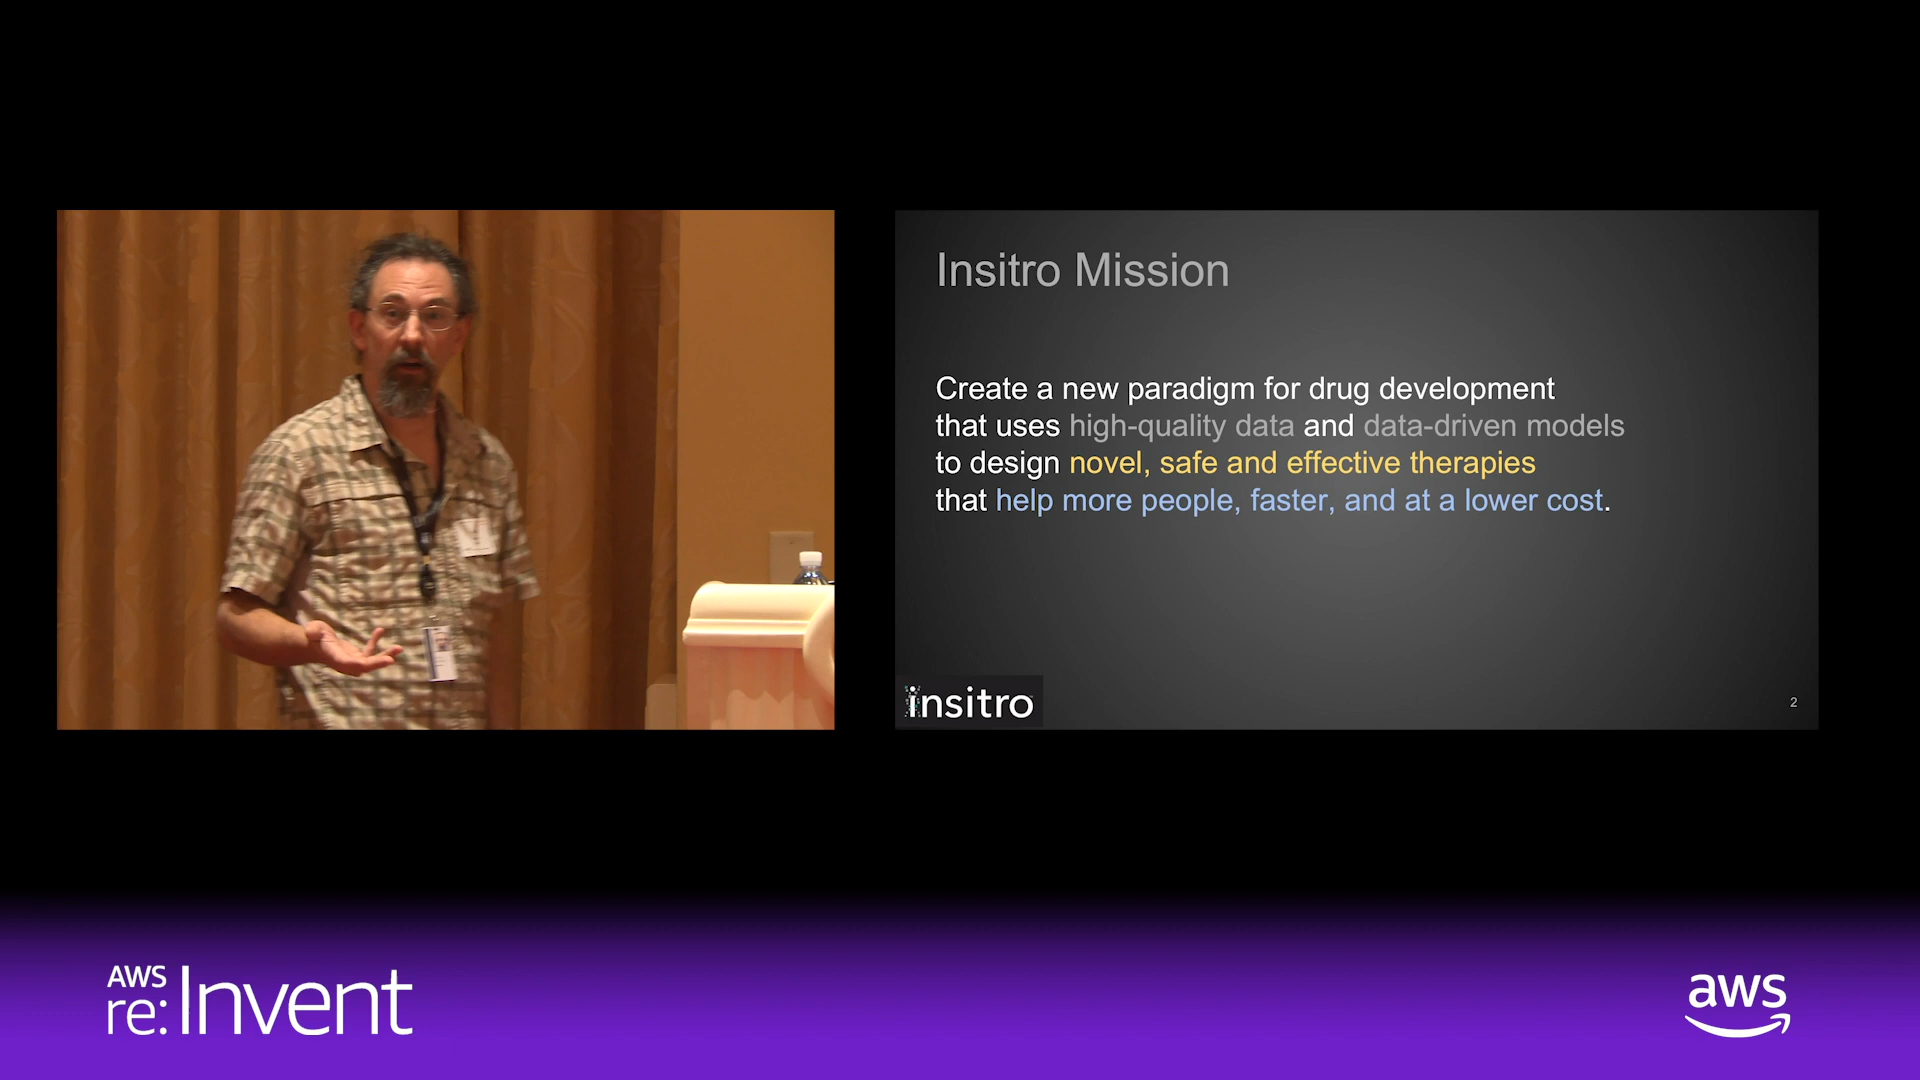 Insitro Mission
Create a new paradigm for drug development
that uses high-quality data and data-driven models
to design novel, safe and effective therapies
that help more people, faster, and at a lower cost.
insitro
2
AWS
re:Invent
aws